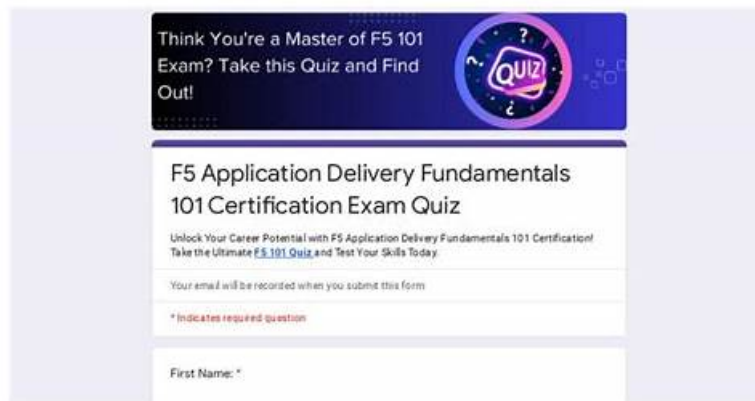 Think You're a Master of F5 101
Exam? Take this Quiz and Find
Out!
QUIZ
F5 Application Delivery Fundamentals
101 Certification Exam Quiz
Unlock Your Career Potential with F5 Application Delivery Fundamentals 101 Certification!
Take the Ultimate F5 101 Quiz and Test Your Skills Today.
Your email will be recorded when you submit this form
* Indicates required question
First Name: *